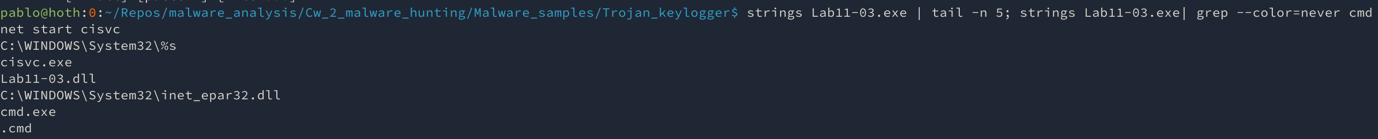 pablo@hoth:0:~/Repos/malware_analysis/Cw_2_malware_hunting/Malware_samples/Trojan_keylogger$ strings Lab11-03.exe | tail -n 5; strings Lab11-03.exe| grep --color=never cmd
net start cisvc
C:\WINDOWS\System32\%s
cisvc.exe
Lab11-03.dll
C:\WINDOWS\System32\inet_epar32.dll
cmd.exe
.cmd